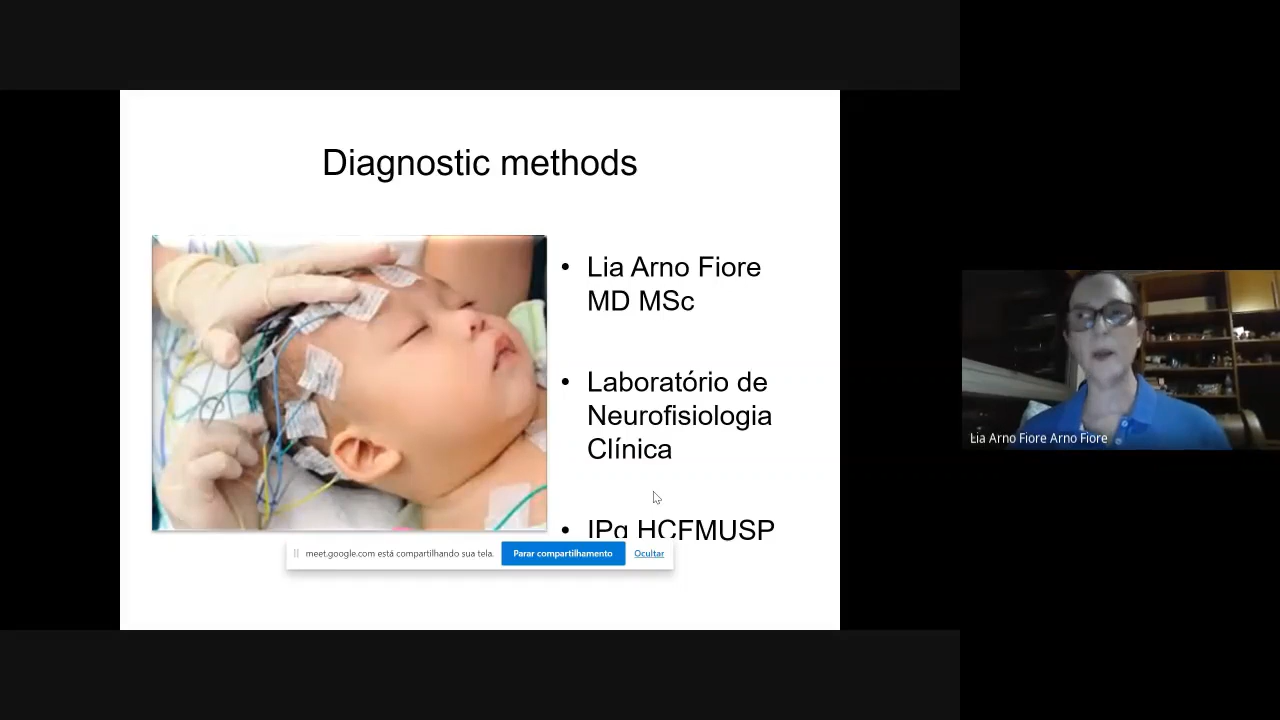 Diagnostic methods
• Lia Arno Fiore
MD MSc
• Laboratório de
Neurofisiologia
Clínica
• IPq HCFMUSP
meet.google.com está compartilhando sua tela.
Parar compartilhamento
Ocultar
Lia Arno Fiore Arno Fiore